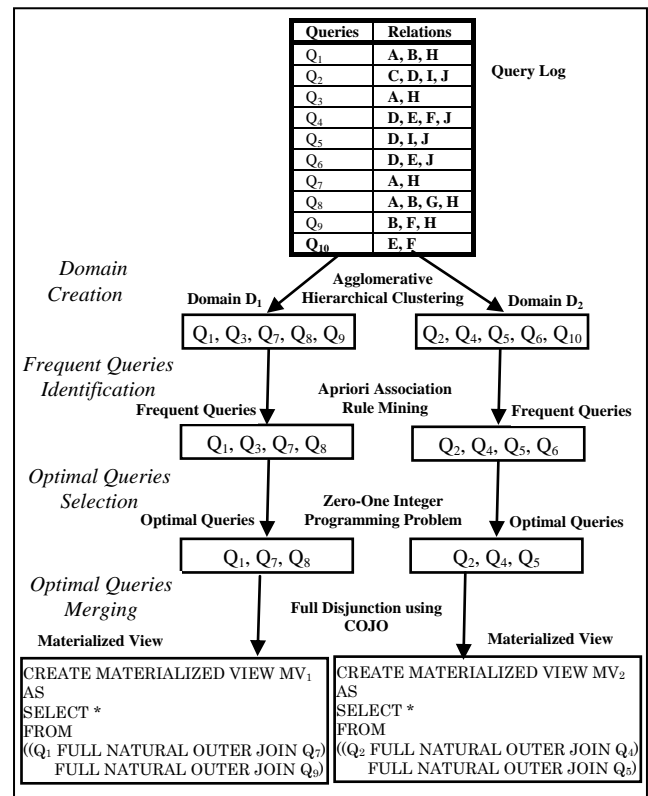 Queries Relations
Q₁ A, B, H
Q₂ C, D, I, J
Q₃ A, H
Q₄ D, E, F, J
Q₅ D, I, J
Q₆ D, E, J
Q₇ A, H
Q₈ A, B, G, H
Q₉ B, F, H
Q₁₀ E, F
Query Log
Domain
Creation
Agglomerative
Hierarchical Clustering
Domain D₁
Domain D₂
Q₁, Q₃, Q₇, Q₈, Q₉
Q₂, Q₄, Q₅, Q₆, Q₁₀
Frequent Queries
Identification
Apriori Association
Rule Mining
Frequent Queries
Frequent Queries
Q₁, Q₃, Q₇, Q₈
Q₂, Q₄, Q₅, Q₆
Optimal Queries
Selection
Zero-One Integer
Programming Problem
Optimal Queries
Optimal Queries
Q₁, Q₇, Q₈
Q₂, Q₄, Q₅
Optimal Queries
Merging
Full Disjunction using
COJO
Materialized View
Materialized View
CREATE MATERIALIZED VIEW MV₁
AS
SELECT *
FROM
((Q₁ FULL NATURAL OUTER JOIN Q₇)
FULL NATURAL OUTER JOIN Q₉)
CREATE MATERIALIZED VIEW MV₂
AS
SELECT *
FROM
((Q₂ FULL NATURAL OUTER JOIN Q₄)
FULL NATURAL OUTER JOIN Q₅)